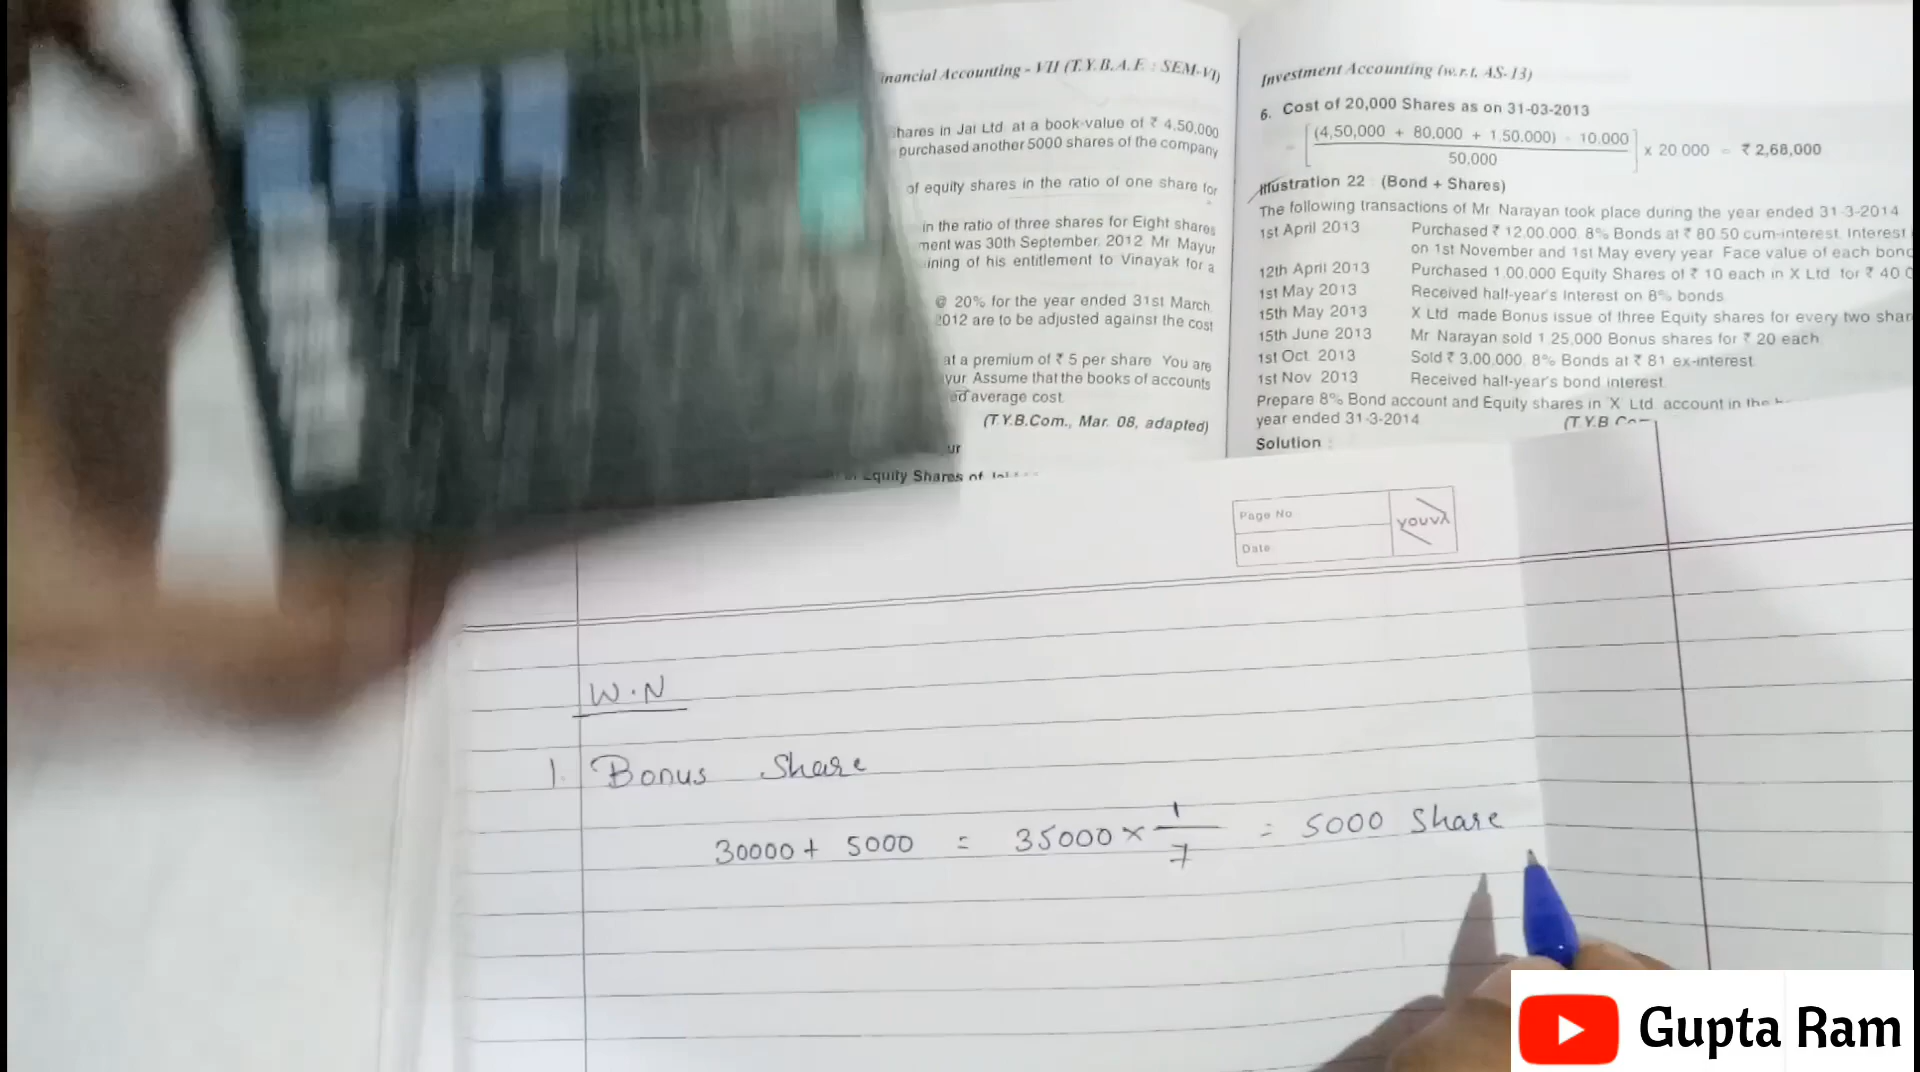 inancial Accounting - VII (T.Y.B.A.F. : SEM-VI)
hares in Jai Ltd. at a book-value of ₹ 4,50,000
purchased another 5000 shares of the company
of equity shares in the ratio of one share for
in the ratio of three shares for Eight shares
ment was 30th September, 2012. Mr. Mayur
ining of his entitlement to Vinayak for a
@ 20% for the year ended 31st March,
2012 are to be adjusted against the cost
at a premium of ₹ 5 per share. You are
yur. Assume that the books of accounts
average cost.
(T.Y.B.Com., Mar. 08, adapted)
ur
Equity Shares of
Investment Accounting (w.r.t. AS-13)
6. Cost of 20,000 Shares as on 31-03-2013
= [(4,50,000 + 80,000 + 1,50,000) - 10,000
50,000] x 20,000 = ₹ 2,68,000
Illustration 22 : (Bond + Shares)
The following transactions of Mr. Narayan took place during the year ended 31-3-2014
1st April 2013 Purchased ₹ 12,00,000, 8% Bonds at ₹ 80.50 cum-interest. Interest
on 1st November and 1st May every year. Face value of each bond
12th April 2013 Purchased 1,00,000 Equity Shares of ₹ 10 each in X Ltd. for ₹ 40
1st May 2013 Received half-year's Interest on 8% bonds
15th May 2013 X Ltd. made Bonus issue of three Equity shares for every two shar
15th June 2013 Mr. Narayan sold 1,25,000 Bonus shares for ₹ 20 each
1st Oct. 2013 Sold ₹ 3,00,000, 8% Bonds at ₹ 81 ex-interest.
1st Nov. 2013 Received half-year's bond interest.
Prepare 8% Bond account and Equity shares in X Ltd. account in the
year ended 31-3-2014
(T.Y.B.Com
Solution :
Page No.
Date
youva
W.N
1. Bonus Share
30000 + 5000 = 35000 × 1/7 = 5000 Share
Gupta Ram